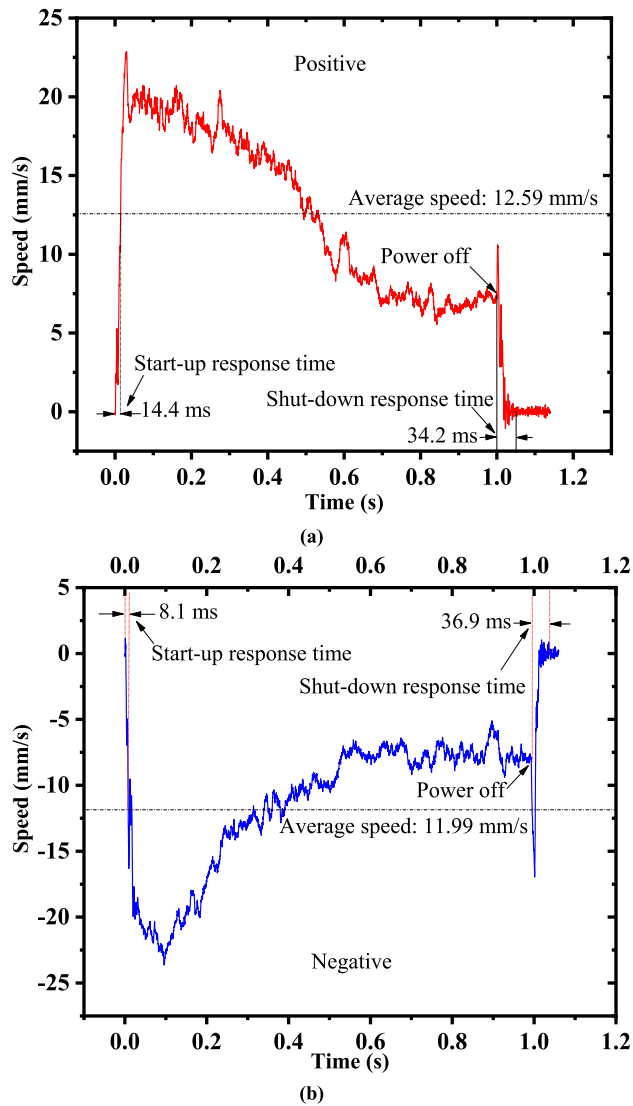 25
20
15
10
5
0
Speed (mm/s)
Positive
Average speed: 12.59 mm/s
Power off
Start-up response time
14.4 ms
Shut-down response time
34.2 ms
0.0 0.2 0.4 0.6 0.8 1.0 1.2
Time (s)
(a)
0.0 0.2 0.4 0.6 0.8 1.0 1.2
5
0
-5
-10
-15
-20
-25
Speed (mm/s)
8.1 ms
36.9 ms
Start-up response time
Shut-down response time
Power off
Average speed: 11.99 mm/s
Negative
0.0 0.2 0.4 0.6 0.8 1.0 1.2
Time (s)
(b)